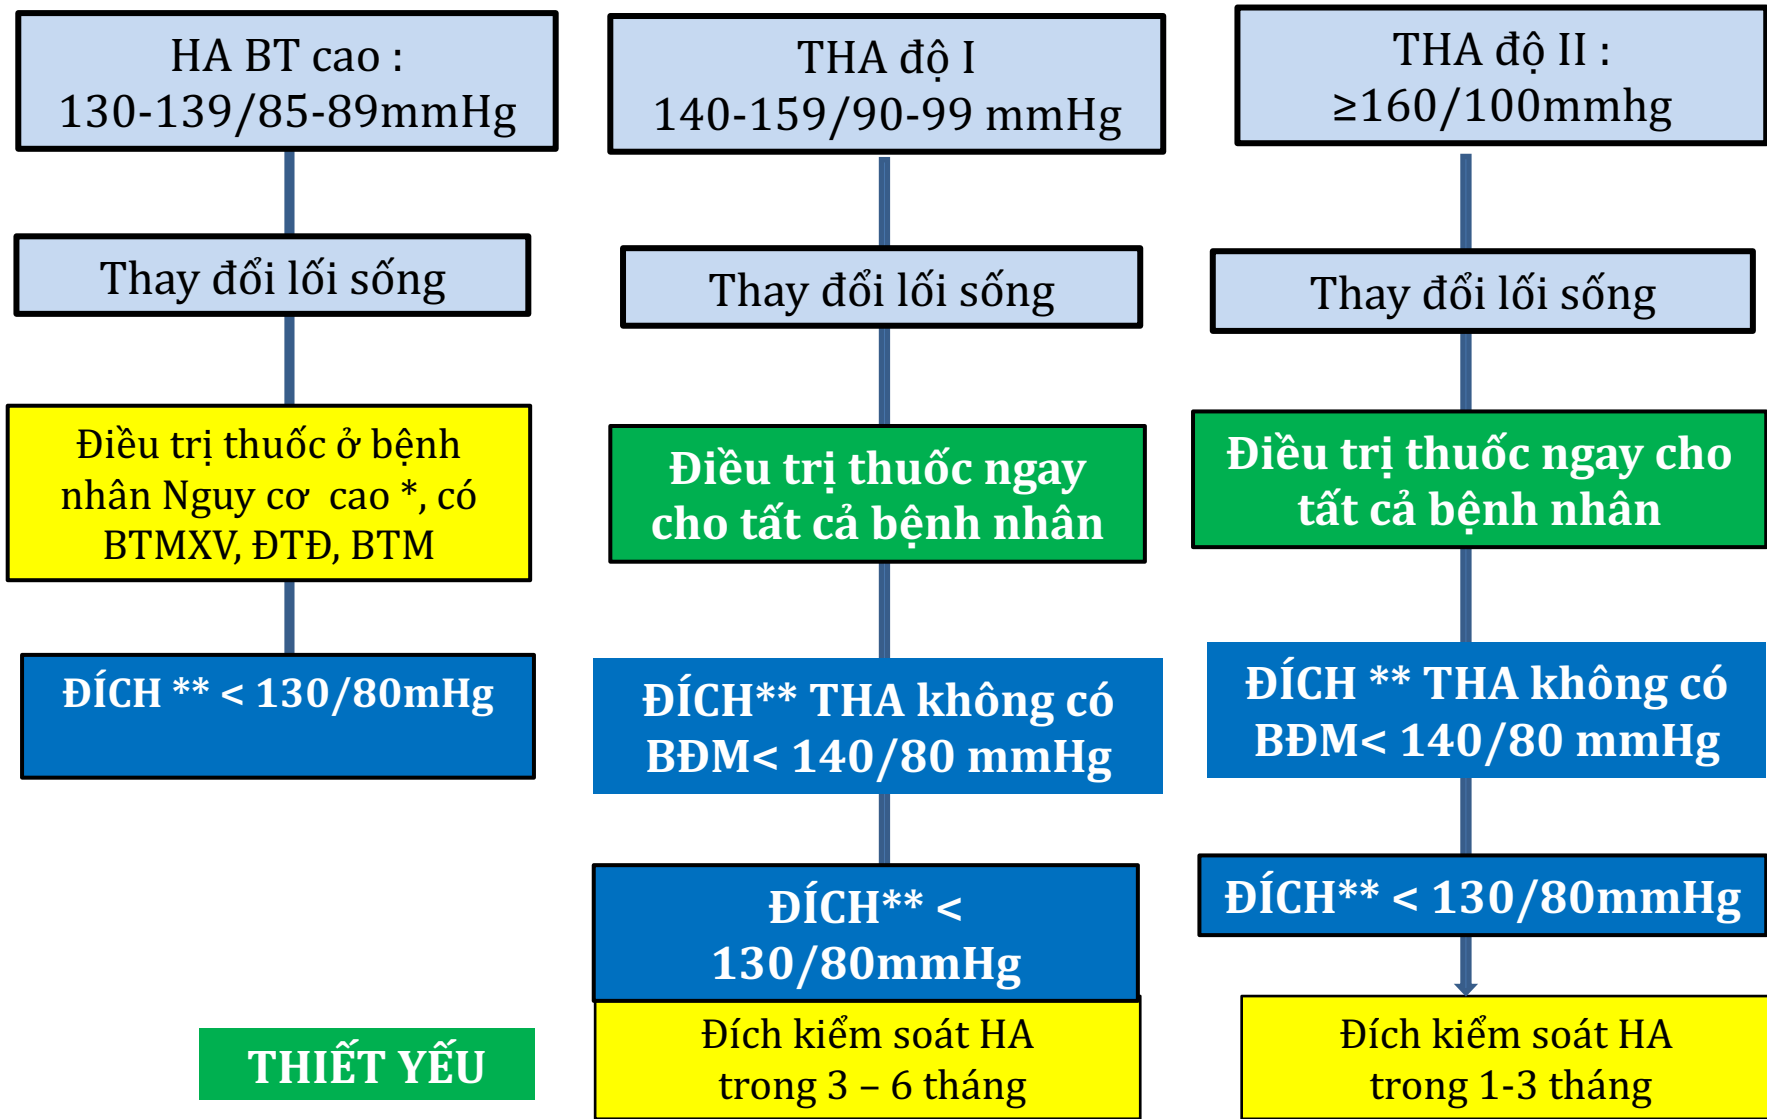 HA BT cao :
130-139/85-89mmHg
Thay đổi lối sống
Điều trị thuốc ở bệnh
nhân Nguy cơ cao *, có
BTMXV, ĐTĐ, BTM
ĐÍCH ** < 130/80mHg
THA độ I
140-159/90-99 mmHg
Thay đổi lối sống
Điều trị thuốc ngay
cho tất cả bệnh nhân
ĐÍCH** THA không có
BĐM< 140/80 mmHg
ĐÍCH** <
130/80mmHg
Đích kiểm soát HA
trong 3 – 6 tháng
THA độ II :
≥160/100mmhg
Thay đổi lối sống
Điều trị thuốc ngay cho
tất cả bệnh nhân
ĐÍCH ** THA không có
BĐM< 140/80 mmHg
ĐÍCH** < 130/80mmHg
Đích kiểm soát HA
trong 1-3 tháng
THIẾT YẾU